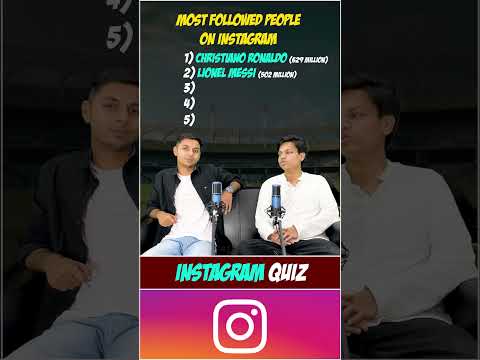 MOST FOLLOWED PEOPLE
ON INSTAGRAM
1) CHRISTIANO RONALDO (629 MILLION)
2) LIONEL MESSI (502 MILLION)
3)
4)
5)
INSTAGRAM QUIZ